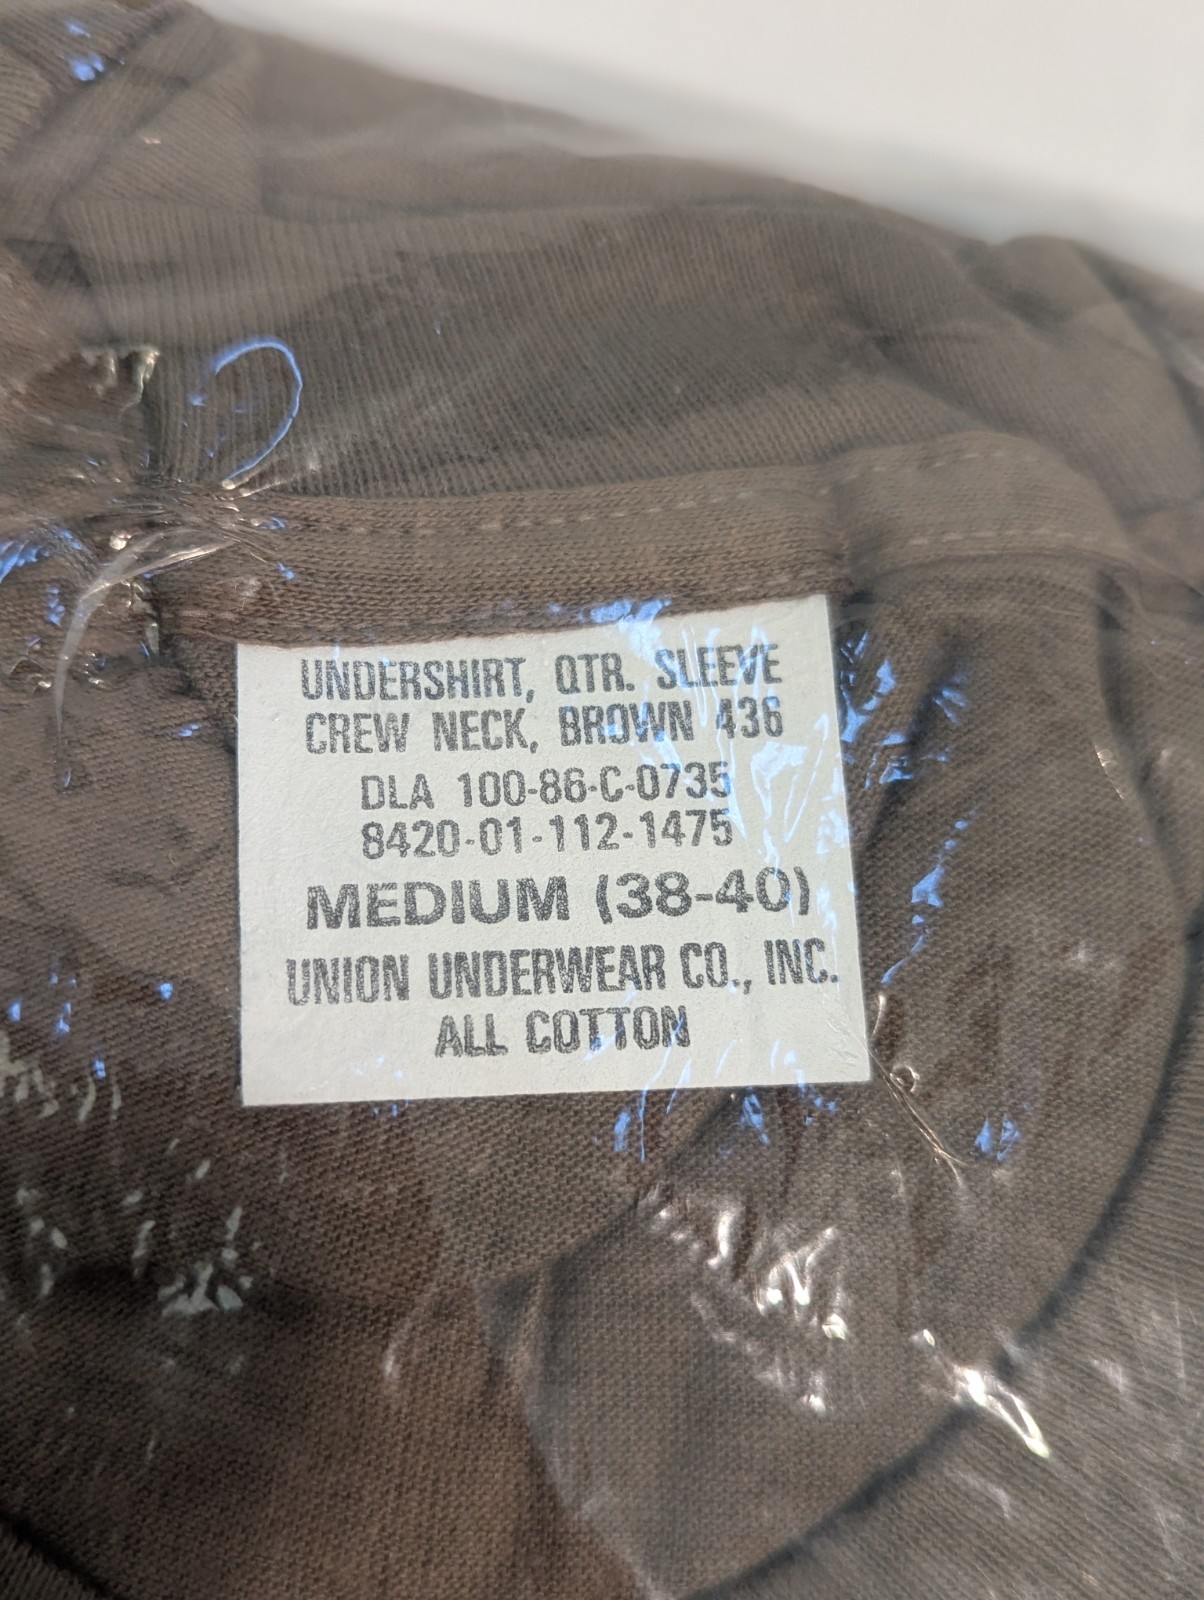 UNDERSHIRT, QTR. SLEEVE
CREW NECK, BROWN 436
DLA 100-86-C-0735
8420-01-112-1475
MEDIUM (38-40)
UNION UNDERWEAR CO., INC.
ALL COTTON